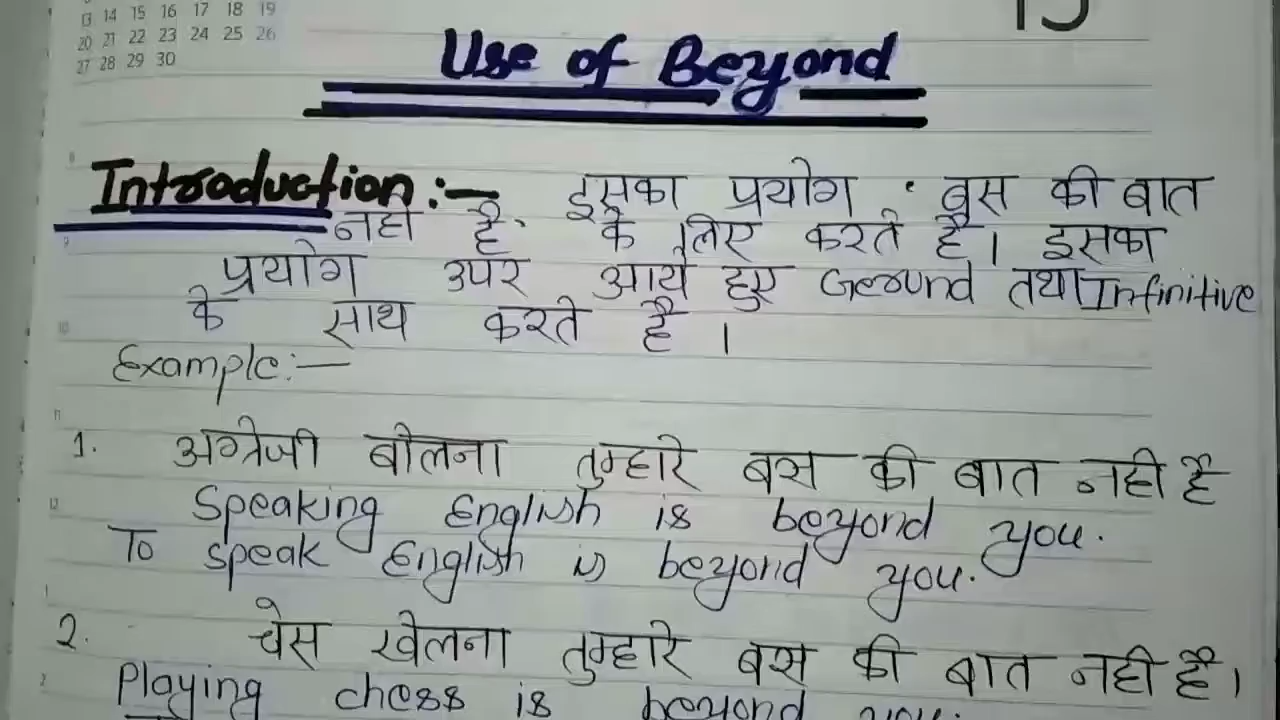 13 14 15 16 17 18 19
20 21 22 23 24 25 26
27 28 29 30
15
Use of Beyond
Introduction :- इसका प्रयोग बस की बात
नहीं है, के लिए करते है। इसका
प्रयोग उपर आये हुए Gerund तथा Infinitive
के साथ करते है ।
Example:-
1. अंग्रेजी बोलना तुम्हारे बस की बात नही है
Speaking English is beyond you.
To speak English is beyond you.
2. चेस खेलना तुम्हारे बस की बात नही है।
Playing chess is beyond you.